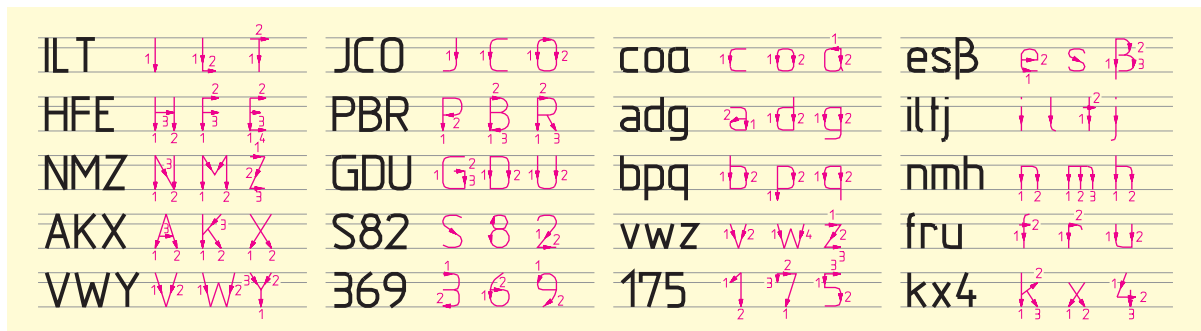 ILT JCO coa esβ
HFE PBR adg iltj
NMZ GDU bpq nmh
AKX S82 vwz fru
VWY 369 175 kx4